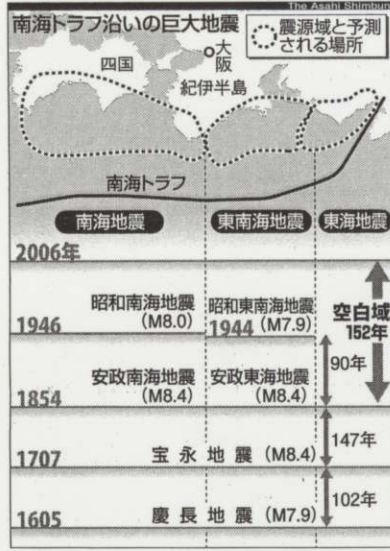 The Asahi Shimbun
南海トラフ沿いの巨大地震
震源域と予測
される場所
大阪
四国
紀伊半島
南海トラフ
南海地震
東南海地震
東海地震
2006年
昭和南海地震
(M8.0)
1946
昭和東南海地震
1944 (M7.9)
空白域
152年
90年
安政南海地震
(M8.4)
安政東海地震
(M8.4)
1854
147年
1707
宝永地震 (M8.4)
102年
1605
慶長地震 (M7.9)